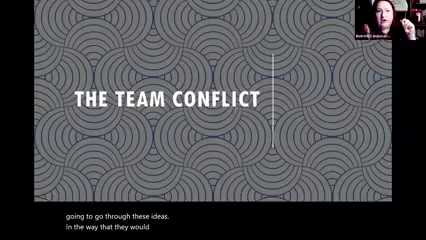 THE TEAM CONFLICT
going to go through these ideas.
In the way that they would